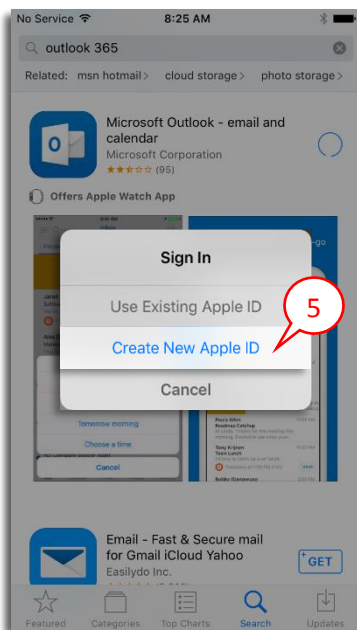 No Service 8:25 AM
outlook 365
Related: msn hotmail > cloud storage > photo storage >
Microsoft Outlook - email and
calendar
Microsoft Corporation
★★★☆☆ (95)
Offers Apple Watch
App
Sign In
Use Existing Apple ID
5
Create New Apple ID
Cancel
Tomorrow morning
Choose a time
Cancel
Email - Fast & Secure mail
for Gmail iCloud Yahoo
Easilydo Inc.
+GET
Featured Categories Top Charts Search Updates